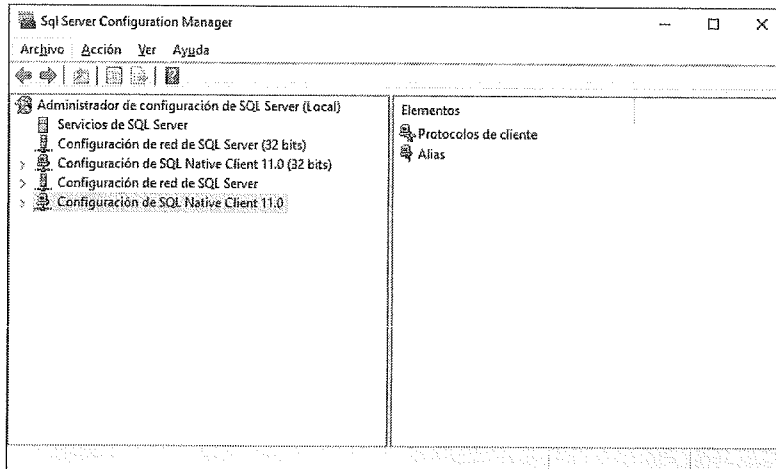 Sql Server Configuration Manager
Archivo Acción Ver Ayuda
Administrador de configuración de SQL Server (Local)
Servicios de SQL Server
Configuración de red de SQL Server (32 bits)
Configuración de SQL Native Client 11.0 (32 bits)
Configuración de red de SQL Server
Configuración de SQL Native Client 11.0
Elementos
Protocolos de cliente
Alias